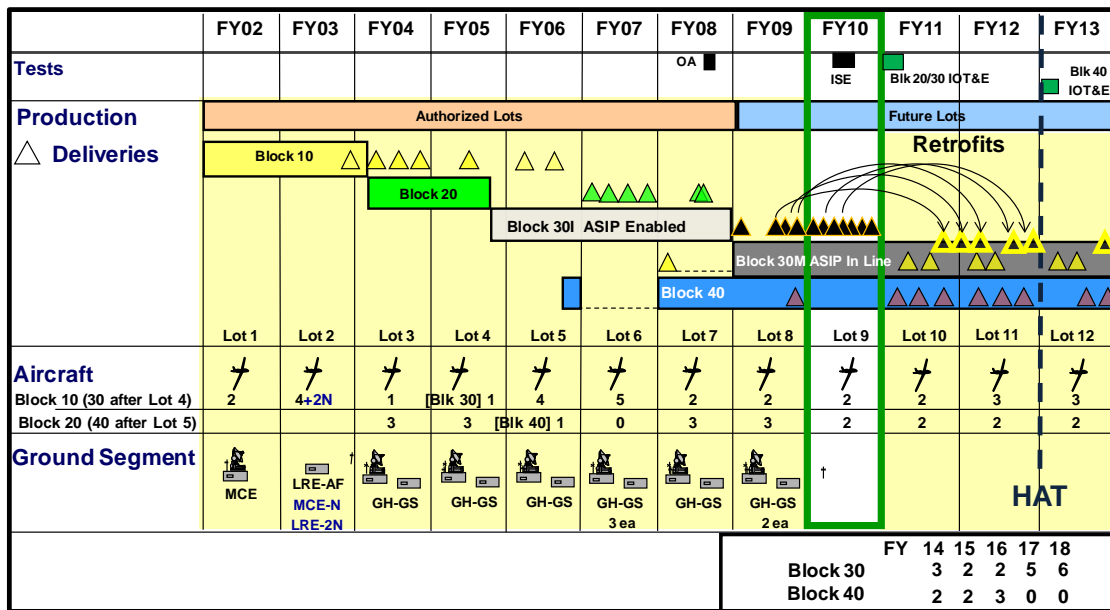 FY02 FY03 FY04 FY05 FY06 FY07 FY08 FY09 FY10 FY11 FY12 FY13
Tests
OA
ISE
Blk 20/30 IOT&E
Blk 40
IOT&E
Production
Authorized Lots
Future Lots
Deliveries
Retrofits
Block 10
Block 20
Block 30I ASIP Enabled
Block 30M ASIP In Line
Block 40
Lot 1 Lot 2 Lot 3 Lot 4 Lot 5 Lot 6 Lot 7 Lot 8 Lot 9 Lot 10 Lot 11 Lot 12
Aircraft
Block 10 (30 after Lot 4) 2 4+2N 1 [Blk 30] 1 4 5 2 2 2 2 3 3
Block 20 (40 after Lot 5) 3 3 [Blk 40] 1 0 3 3 2 2 2 2
Ground Segment
† †
MCE
LRE-AF
MCE-N
LRE-2N
GH-GS GH-GS GH-GS GH-GS GH-GS GH-GS
3 ea 2 ea
HAT
FY 14 15 16 17 18
Block 30 3 2 2 5 6
Block 40 2 2 3 0 0